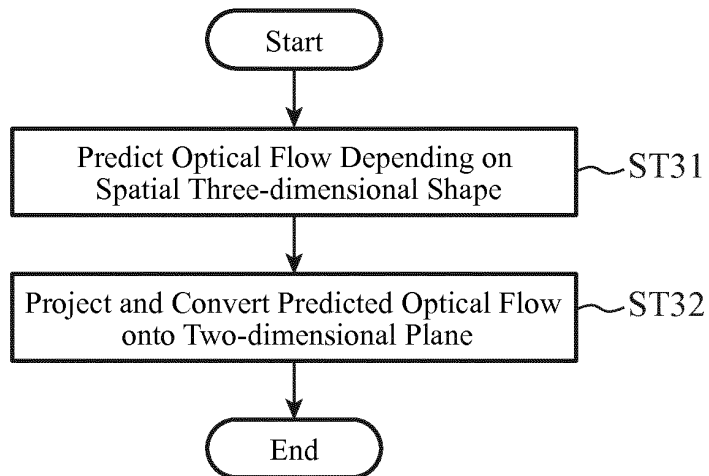 Start
Predict Optical Flow Depending on
Spatial Three-dimensional Shape
ST31
Project and Convert Predicted Optical Flow
onto Two-dimensional Plane
ST32
End